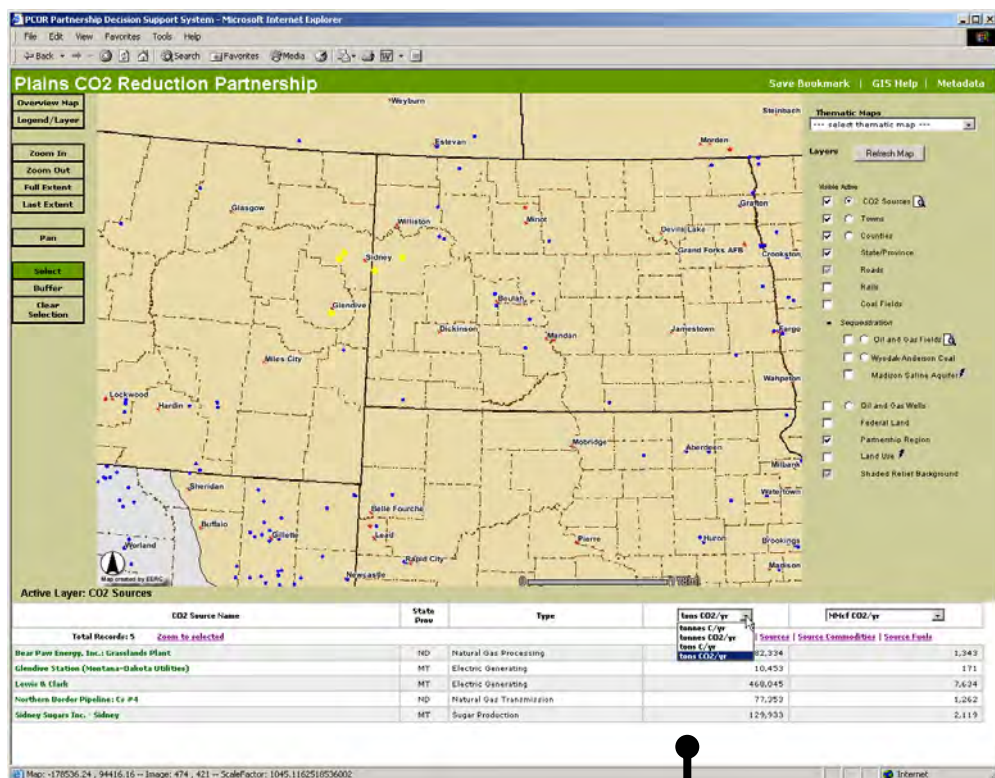 PCOR Partnership Decision Support System - Microsoft Internet Explorer
File Edit View Favorites Tools Help
Back Search Favorites Media
Plains CO2 Reduction Partnership
Save Bookmark | GIS Help | Metadata
Overview Map
Legend/Layer
Zoom In
Zoom Out
Full Extent
Last Extent
Pan
Select
Buffer
Clear Selection
Weyburn
Steinbach
Estevan
Morden
Glasgow
Williston
Minot
Grafton
Devils Lake
Grand Forks AFB
Crookston
Sidney
Glendive
Beulah
Dickinson
Mandan
Jamestown
Fargo
Miles City
Wahpeton
Lockwood
Hardin
Mobridge
Aberdeen
Milbank
Sheridan
Watertown
Belle Fourche
Buffalo
Gillette
Lead
Pierre
Huron
Brookings
Worland
Rapid City
Madison
Newcastle
Map created by EERC
Thematic Maps
--- select thematic map ---
Layers Refresh Map
Visible Active
CO2 Sources
Towns
Counties
State/Province
Roads
Rails
Coal Fields
Sequestration
Oil and Gas Fields
Wyodak-Anderson Coal
Madison Saline Aquifer
Oil and Gas Wells
Federal Land
Partnership Region
Land Use
Shaded Relief Background
Active Layer: CO2 Sources
CO2 Source Name State Prov Type tons CO2/yr MMcf CO2/yr
tonnes C/yr
tonnes CO2/yr
tons C/yr
tons CO2/yr
Total Records: 5 Zoom to selected | Sources | Source Commodities | Source Fuels
Bear Paw Energy, Inc.: Grasslands Plant ND Natural Gas Processing 82,334 1,343
Glendive Station (Montana-Dakota Utilities) MT Electric Generating 10,453 171
Lewis & Clark MT Electric Generating 468,045 7,634
Northern Border Pipeline: Cs #4 ND Natural Gas Transmission 77,353 1,262
Sidney Sugars Inc. - Sidney MT Sugar Production 129,933 2,119
Map: -178536.24 , 94416.16 -- Image: 474 , 421 -- ScaleFactor: 1045.1162518536002
Internet